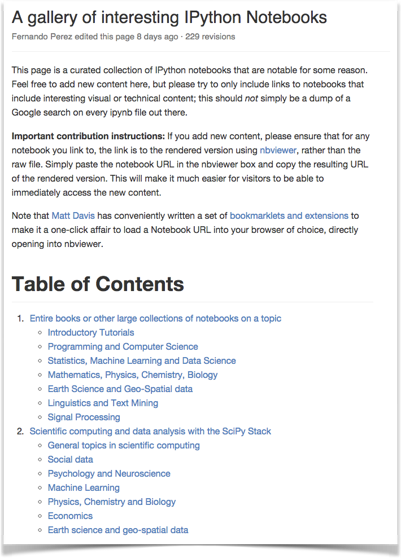 A gallery of interesting IPython Notebooks
Fernando Perez edited this page 8 days ago · 229 revisions
This page is a curated collection of IPython notebooks that are notable for some reason.
Feel free to add new content here, but please try to only include links to notebooks that
include interesting visual or technical content; this should not simply be a dump of a
Google search on every ipynb file out there.
Important contribution instructions: If you add new content, please ensure that for any
notebook you link to, the link is to the rendered version using nbviewer, rather than the
raw file. Simply paste the notebook URL in the nbviewer box and copy the resulting URL
of the rendered version. This will make it much easier for visitors to be able to
immediately access the new content.
Note that Matt Davis has conveniently written a set of bookmarklets and extensions to
make it a one-click affair to load a Notebook URL into your browser of choice, directly
opening into nbviewer.
Table of Contents
1. Entire books or other large collections of notebooks on a topic
◦ Introductory Tutorials
◦ Programming and Computer Science
◦ Statistics, Machine Learning and Data Science
◦ Mathematics, Physics, Chemistry, Biology
◦ Earth Science and Geo-Spatial data
◦ Linguistics and Text Mining
◦ Signal Processing
2. Scientific computing and data analysis with the SciPy Stack
◦ General topics in scientific computing
◦ Social data
◦ Psychology and Neuroscience
◦ Machine Learning
◦ Physics, Chemistry and Biology
◦ Economics
◦ Earth science and geo-spatial data